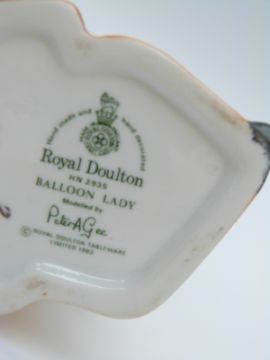 Hand made and hand decorated
Royal Doulton
HN 2935
BALLOON LADY
Modelled by
Peter A Gee
© ROYAL DOULTON TABLEWARE
LIMITED 1983